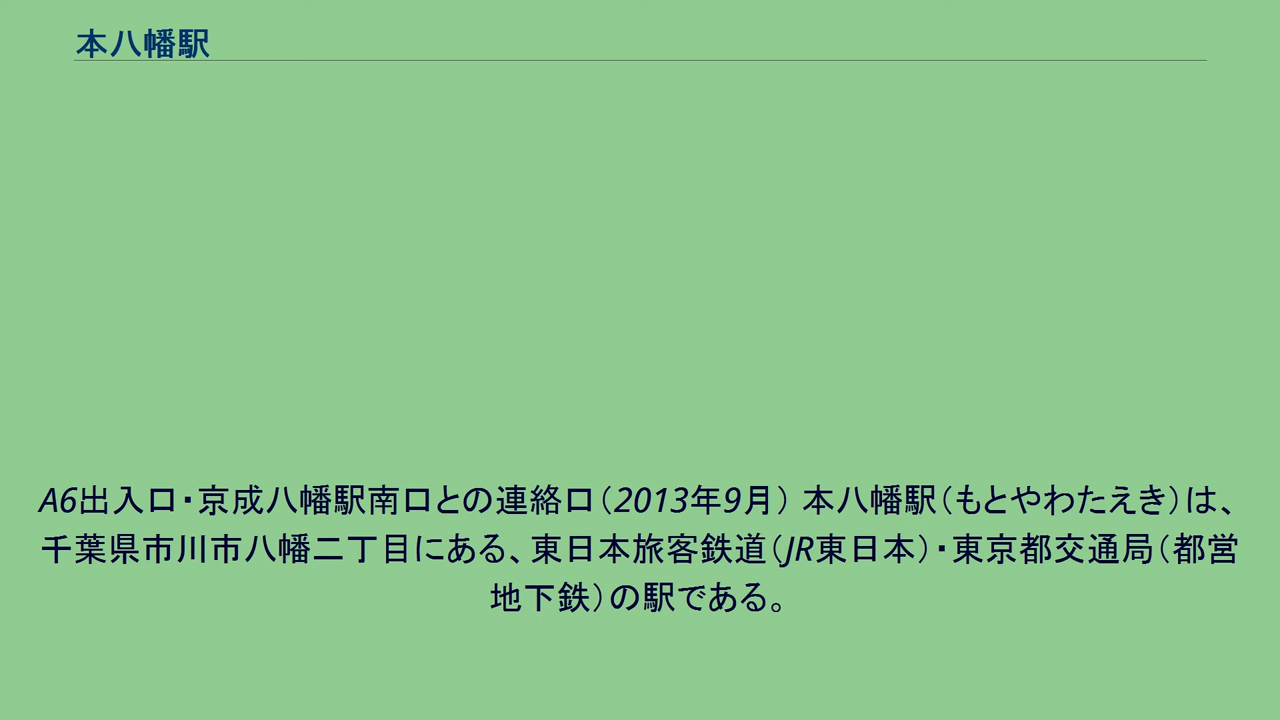 本八幡駅
A6出入口・京成八幡駅南口との連絡口（2013年9月） 本八幡駅（もとやわたえき）は、
千葉県市川市八幡二丁目にある、東日本旅客鉄道（JR東日本）・東京都交通局（都営
地下鉄）の駅である。